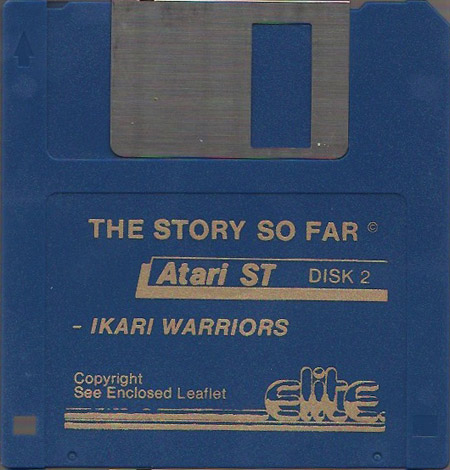 THE STORY SO FAR ©
Atari ST DISK 2
- IKARI WARRIORS
Copyright
See Enclosed Leaflet
elite